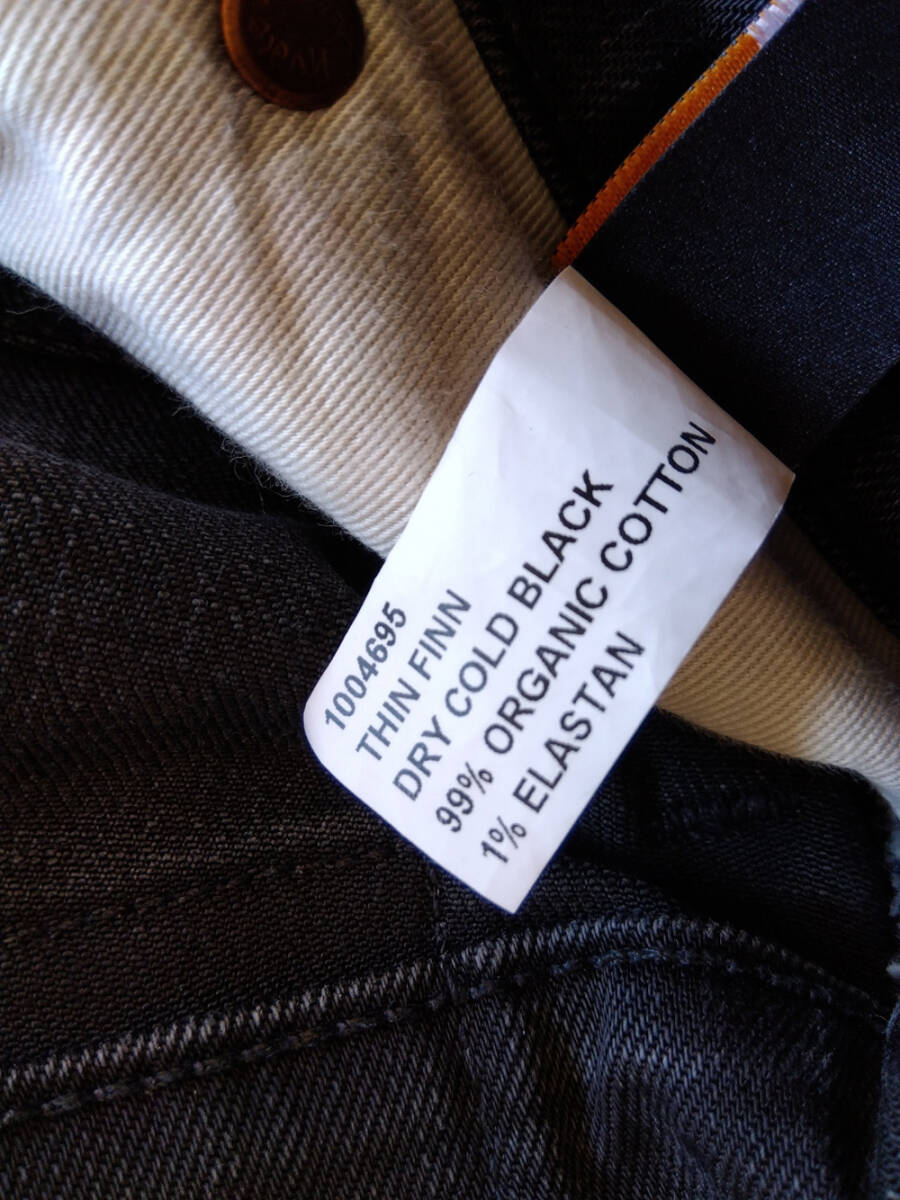 1004695
THIN FINN
DRY COLD BLACK
99% ORGANIC COTTON
1% ELASTAN